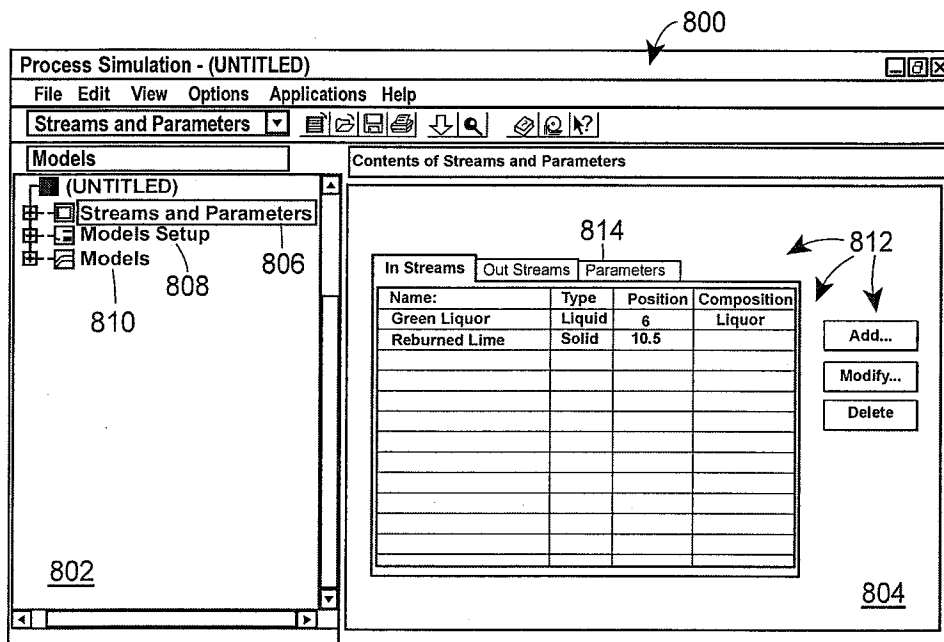 800
Process Simulation - (UNTITLED)
File Edit View Options Applications Help
Streams and Parameters
Models
Contents of Streams and Parameters
(UNTITLED)
Streams and Parameters
Models Setup
Models
806
808
810
814
812
In Streams Out Streams Parameters
Name: Type Position Composition
Green Liquor Liquid 6 Liquor
Reburned Lime Solid 10.5
Add...
Modify...
Delete
802
804